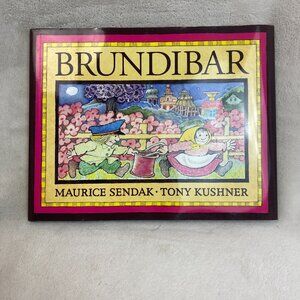 BRUNDIBAR
MAURICE SENDAK · TONY KUSHNER